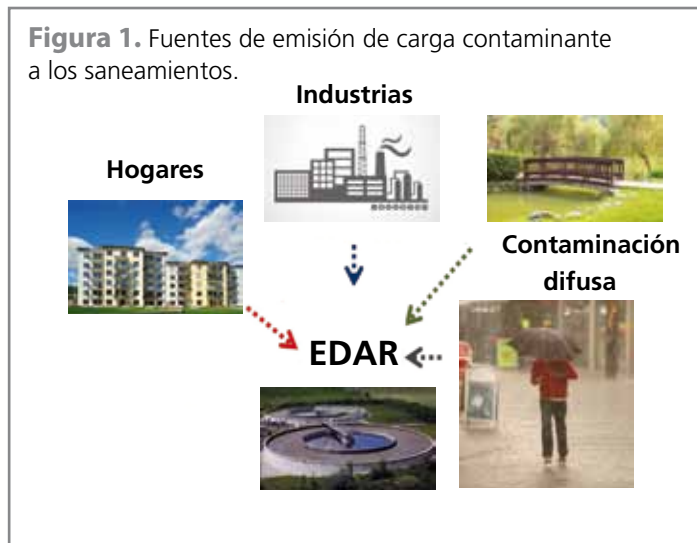 Figura 1. Fuentes de emisión de carga contaminante
a los saneamientos.
Industrias
Hogares
Contaminación
difusa
EDAR